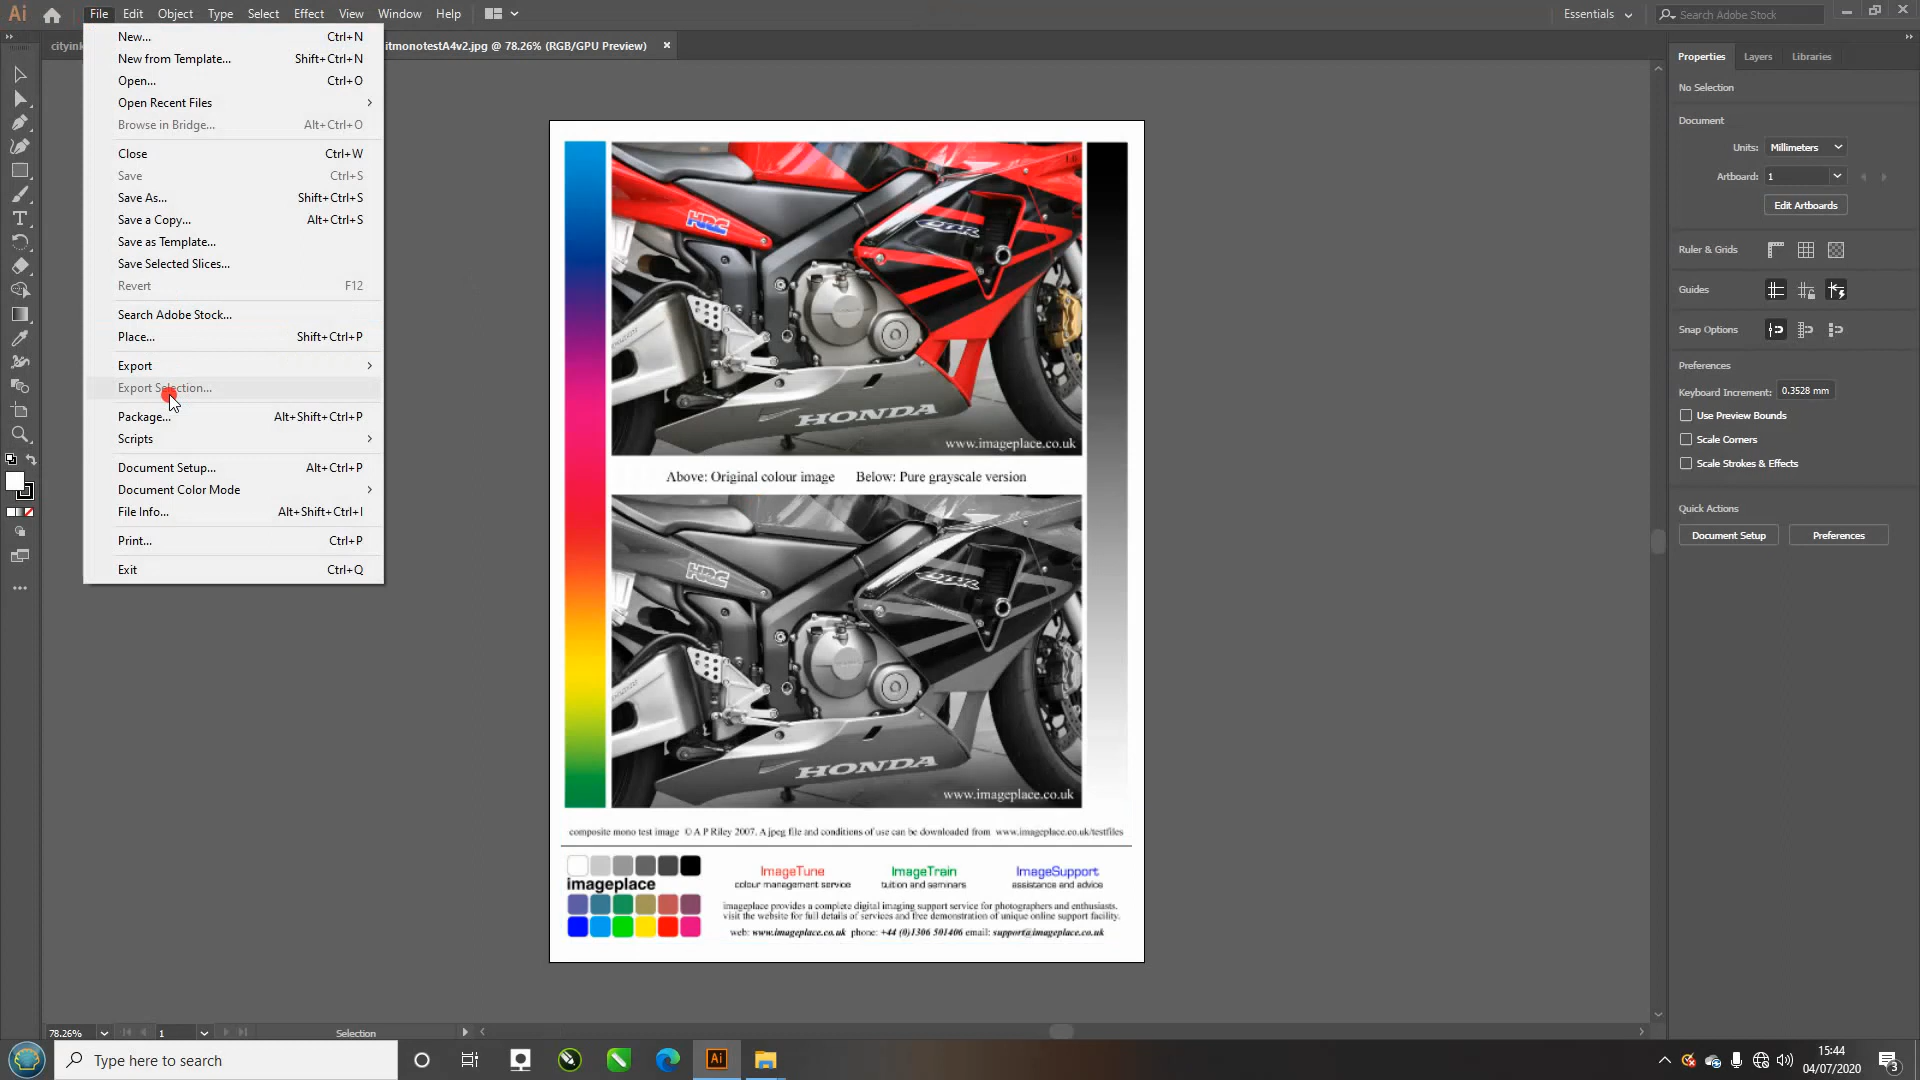 Ai File Edit Object Type Select Effect View Window Help
Essentials Search Adobe Stock
cityink
itmonotestA4v2.jpg @ 78.26% (RGB/GPU Preview) ×
New... Ctrl+N
New from Template... Shift+Ctrl+N
Open... Ctrl+O
Open Recent Files
Browse in Bridge... Alt+Ctrl+O
Close Ctrl+W
Save Ctrl+S
Save As... Shift+Ctrl+S
Save a Copy... Alt+Ctrl+S
Save as Template...
Save Selected Slices...
Revert F12
Search Adobe Stock...
Place... Shift+Ctrl+P
Export
Export Selection...
Package... Alt+Shift+Ctrl+P
Scripts
Document Setup... Alt+Ctrl+P
Document Color Mode
File Info... Alt+Shift+Ctrl+I
Print... Ctrl+P
Exit Ctrl+Q
HRC
CBR
HONDA
www.imageplace.co.uk
Above: Original colour image Below: Pure grayscale version
HRC
CBR
HONDA
www.imageplace.co.uk
composite mono test image © A P Riley 2007. A jpeg file and conditions of use can be downloaded from www.imageplace.co.uk/testfiles
imageplace
ImageTune
colour management service
ImageTrain
tuition and seminars
ImageSupport
assistance and advice
imageplace provides a complete digital imaging support service for photographers and enthusiasts.
visit the website for full details of services and free demonstration of unique online support facility.
web: www.imageplace.co.uk phone: +44 (0)1306 501406 email: support@imageplace.co.uk
Properties Layers Libraries
No Selection
Document
Units: Millimeters
Artboard: 1
Edit Artboards
Ruler & Grids
Guides
Snap Options
Preferences
Keyboard Increment: 0.3528 mm
Use Preview Bounds
Scale Corners
Scale Strokes & Effects
Quick Actions
Document Setup Preferences
78.26% 1 Selection
Type here to search
Ai
15:44
04/07/2020
3